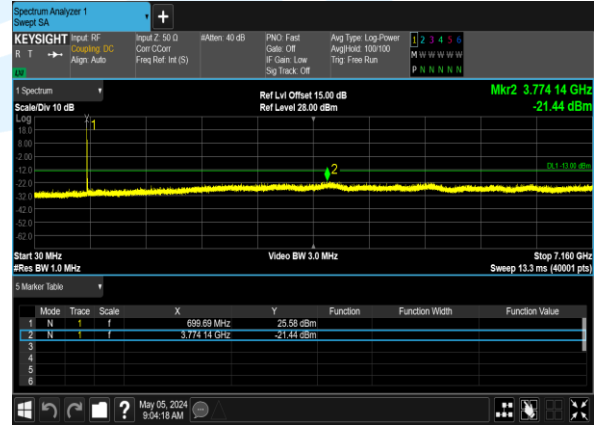 Spectrum Analyzer 1
Swept SA
KEYSIGHT
R T
LW
Input: RF
Coupling: DC
Align: Auto
Input Z: 50 Ω
Corr CCorr
Freq Ref: Int (S)
#Atten: 40 dB
PNO: Fast
Gate: Off
IF Gain: Low
Sig Track: Off
Avg Type: Log-Power
Avg|Hold: 100/100
Trig: Free Run
1 2 3 4 5 6
M W W W W W
P N N N N N
1 Spectrum
Scale/Div 10 dB
Ref Lvl Offset 15.00 dB
Ref Level 28.00 dBm
Mkr2 3.774 14 GHz
-21.44 dBm
Log
1
18.0
8.00
-2.00
-12.0
2
DL1 -13.00 dBm
-22.0
-32.0
-42.0
-52.0
-62.0
Start 30 MHz
#Res BW 1.0 MHz
Video BW 3.0 MHz
Stop 7.160 GHz
Sweep 13.3 ms (40001 pts)
5 Marker Table
Mode Trace Scale X Y Function Function Width Function Value
1 N 1 f 699.69 MHz 25.58 dBm
2 N 1 f 3.774 14 GHz -21.44 dBm
3
4
5
6
?
May 05, 2024
9:04:18 AM